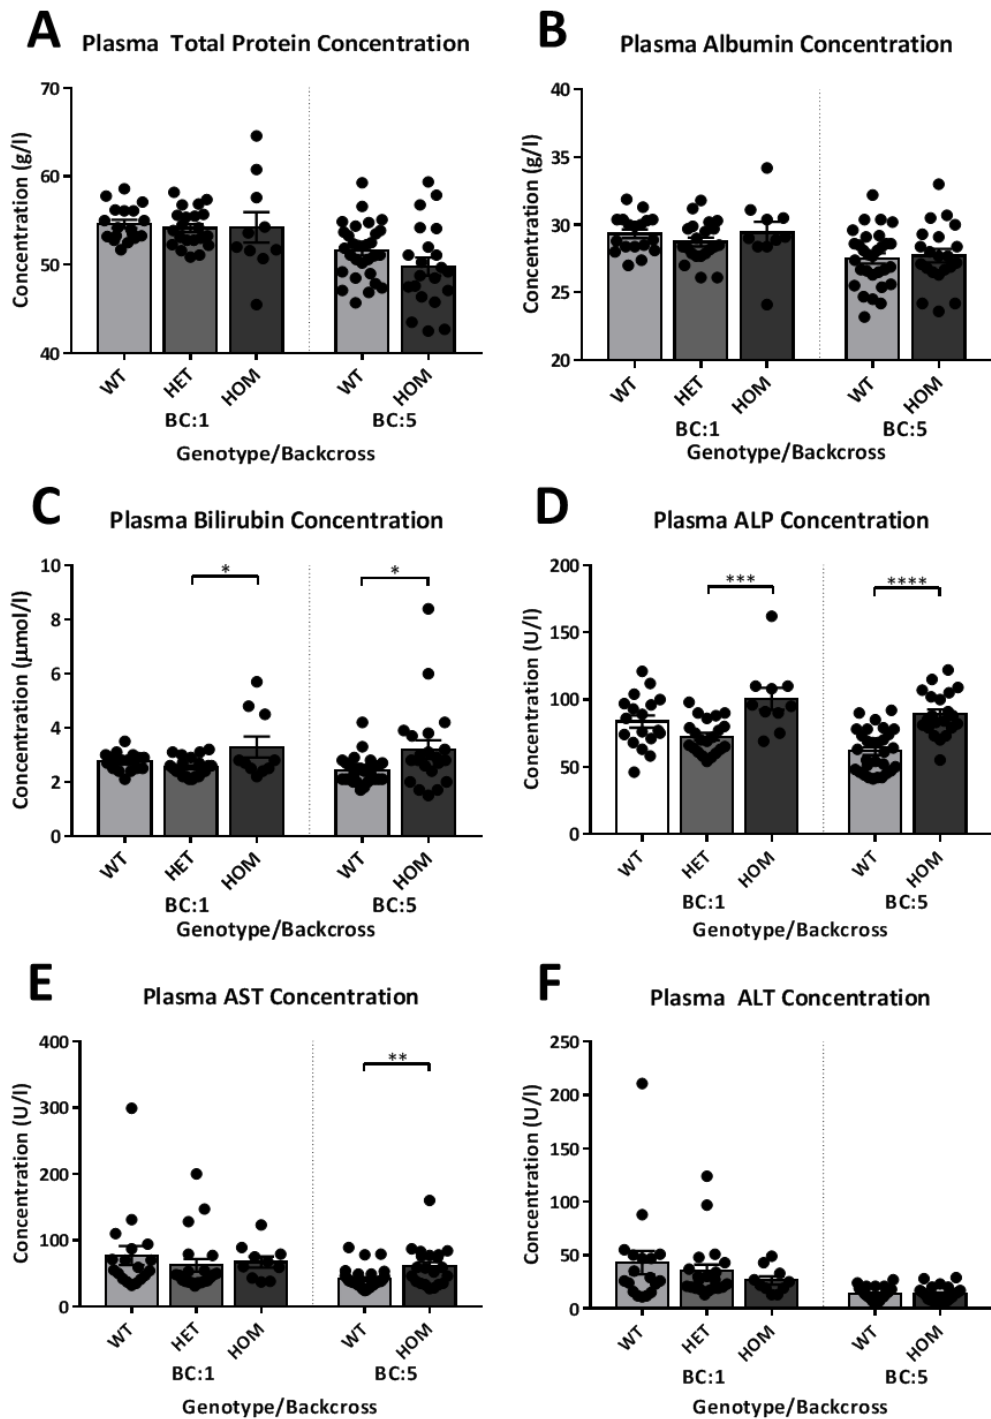 A
Plasma Total Protein Concentration
Concentration (g/l)
70
60
50
40
WT
HET
HOM
WT
HOM
BC:1
BC:5
Genotype/Backcross
B
Plasma Albumin Concentration
Concentration (g/l)
40
35
30
25
20
WT
HET
HOM
WT
HOM
BC:1
BC:5
Genotype/Backcross
C
Plasma Bilirubin Concentration
Concentration (µmol/l)
10
8
6
4
2
0
*
*
WT
HET
HOM
WT
HOM
BC:1
BC:5
Genotype/Backcross
D
Plasma ALP Concentration
Concentration (U/l)
200
150
100
50
0
***
****
WT
HET
HOM
WT
HOM
BC:1
BC:5
Genotype/Backcross
E
Plasma AST Concentration
Concentration (U/l)
400
300
200
100
0
**
WT
HET
HOM
WT
HOM
BC:1
BC:5
Genotype/Backcross
F
Plasma ALT Concentration
Concentration (U/l)
250
200
150
100
50
0
WT
HET
HOM
WT
HOM
BC:1
BC:5
Genotype/Backcross